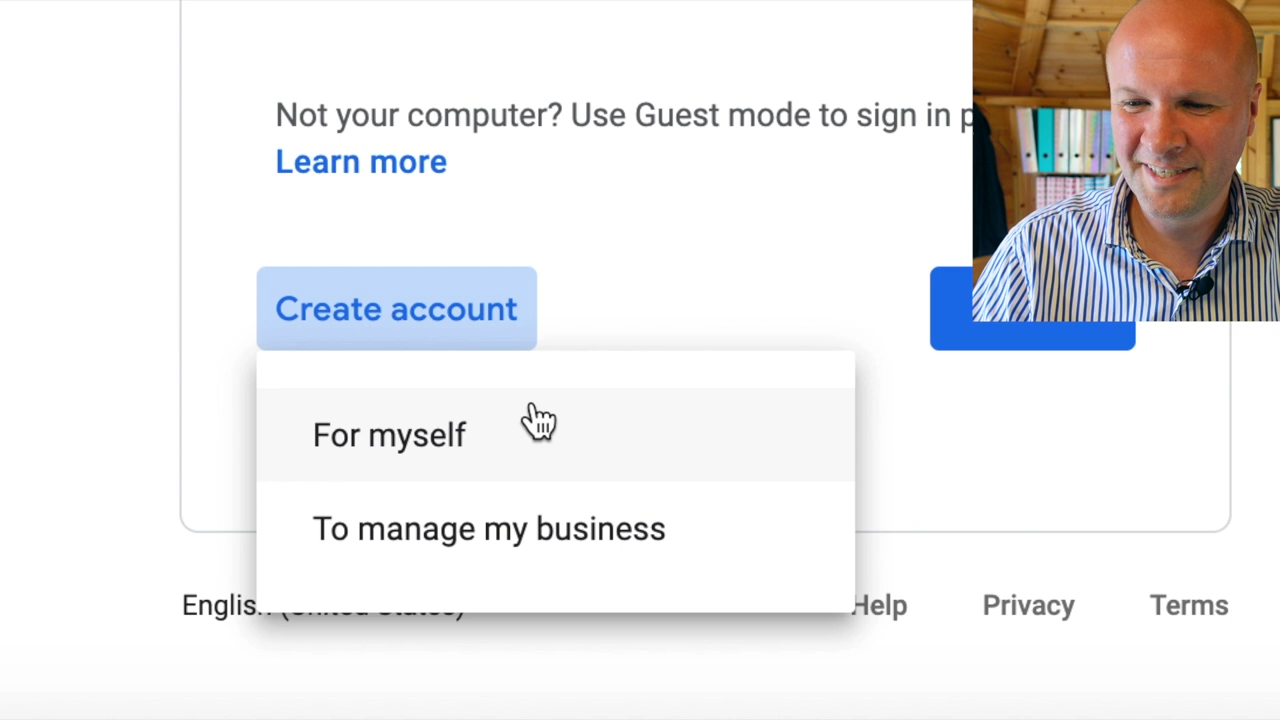 Not your computer? Use Guest mode to sign in
Learn more
Create account
For myself
To manage my business
Help
Privacy
Terms